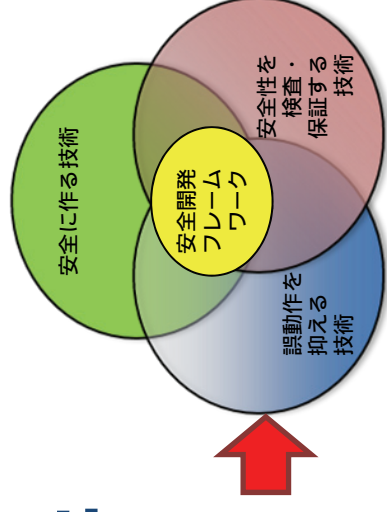 安全に作る技術
安全開発
フレーム
ワーク
誤動作を
抑える
技術
安全性を
検査・
保証する
技術